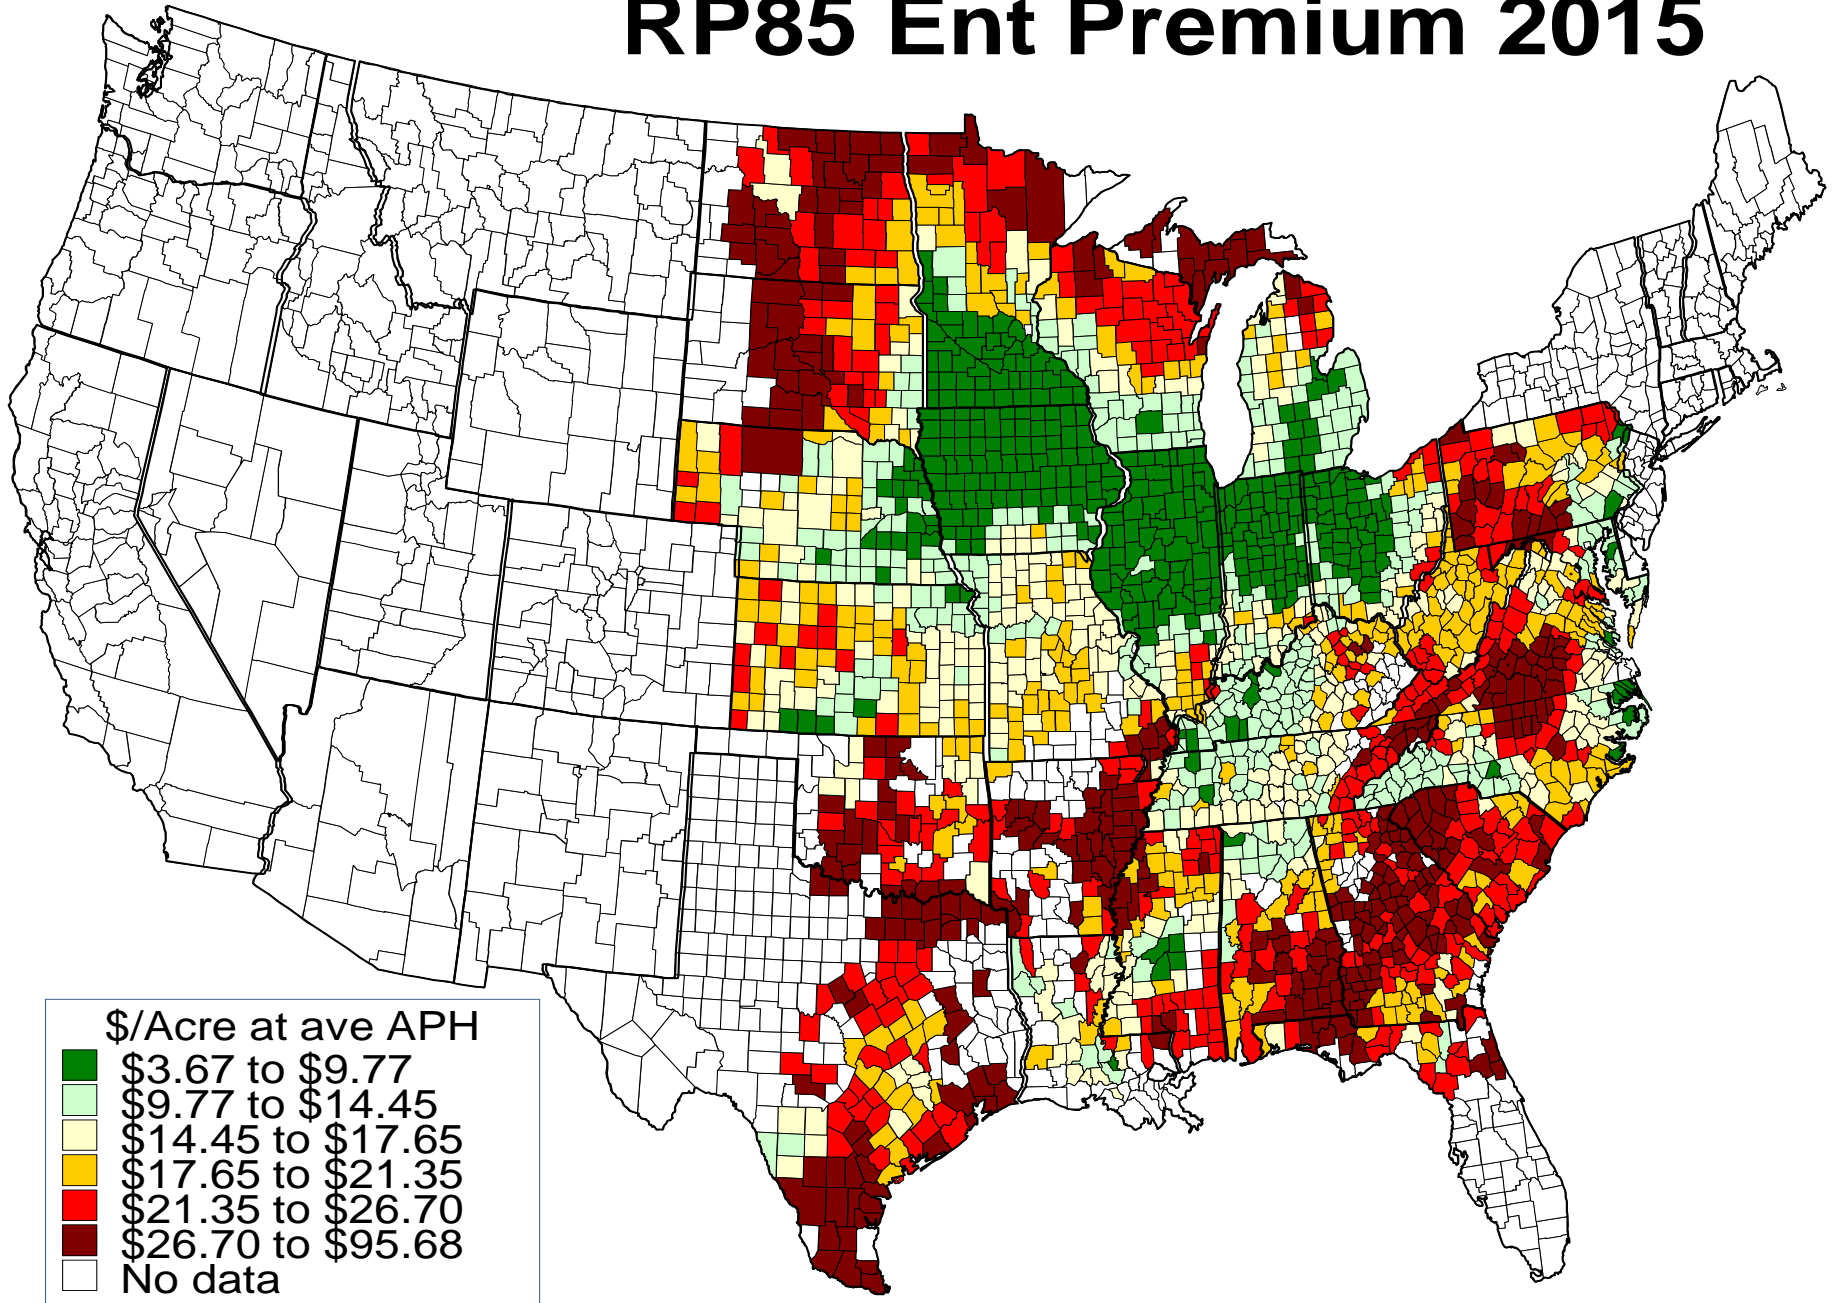 RP85 Ent Premium 2015
$/Acre at ave APH
$3.67 to $9.77
$9.77 to $14.45
$14.45 to $17.65
$17.65 to $21.35
$21.35 to $26.70
$26.70 to $95.68
No data